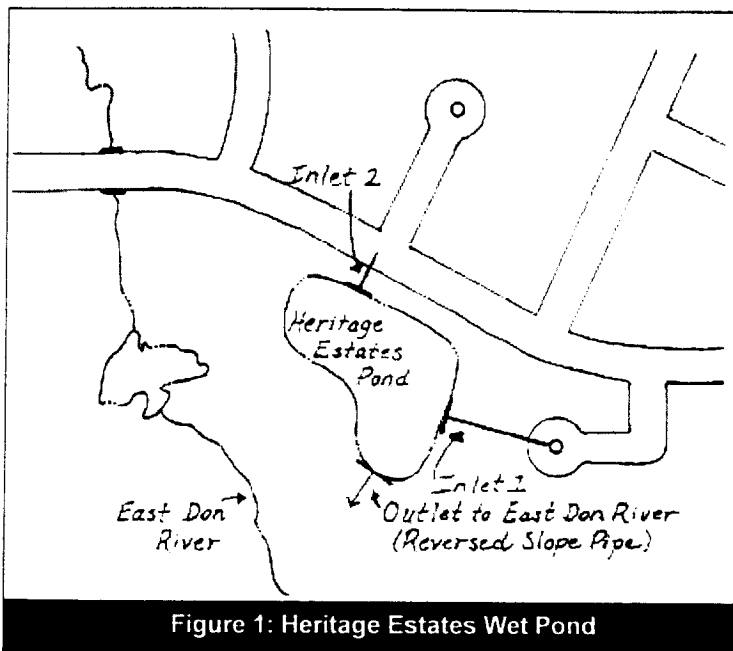 Inlet 2
Heritage
Estates
Pond
Inlet 1
East Don
River
Outlet to East Don River
(Reversed Slope Pipe)
Figure 1: Heritage Estates Wet Pond